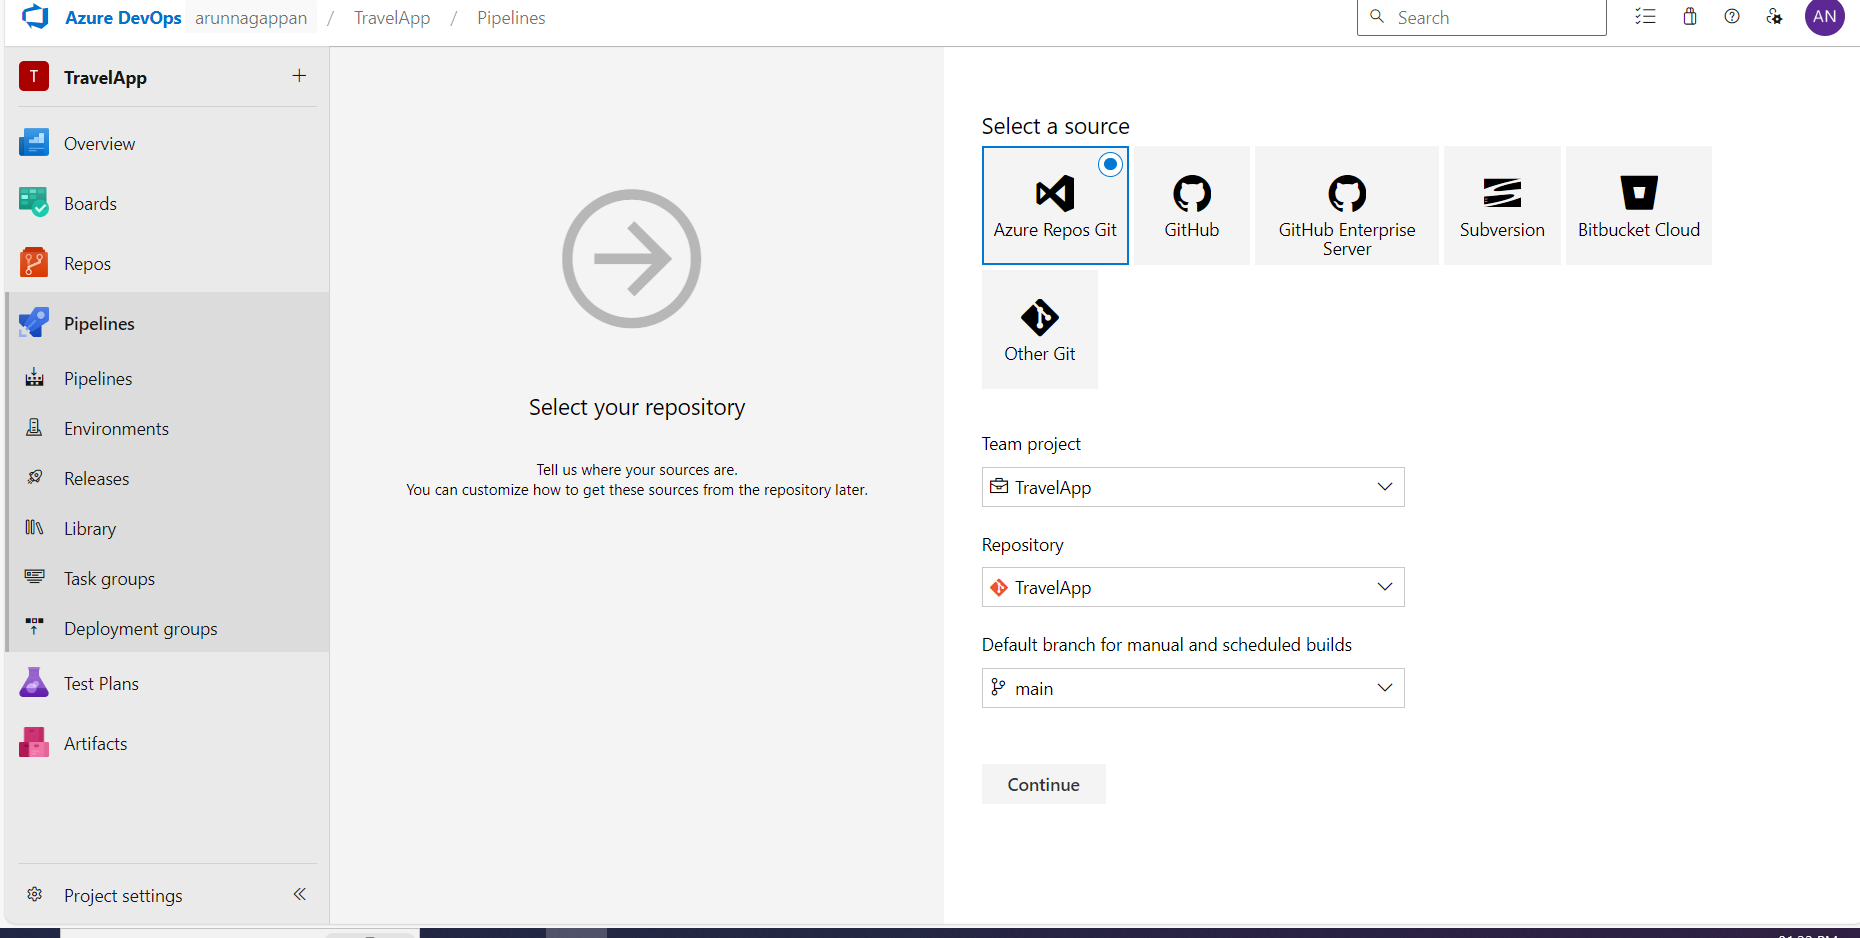 Azure DevOps arunnagappan / TravelApp / Pipelines
Search
AN
T TravelApp
Overview
Boards
Repos
Pipelines
Pipelines
Environments
Releases
Library
Task groups
Deployment groups
Test Plans
Artifacts
Project settings
Select your repository
Tell us where your sources are.
You can customize how to get these sources from the repository later.
Select a source
Azure Repos Git
GitHub
GitHub Enterprise
Server
Subversion
Bitbucket Cloud
Other Git
Team project
TravelApp
Repository
TravelApp
Default branch for manual and scheduled builds
main
Continue